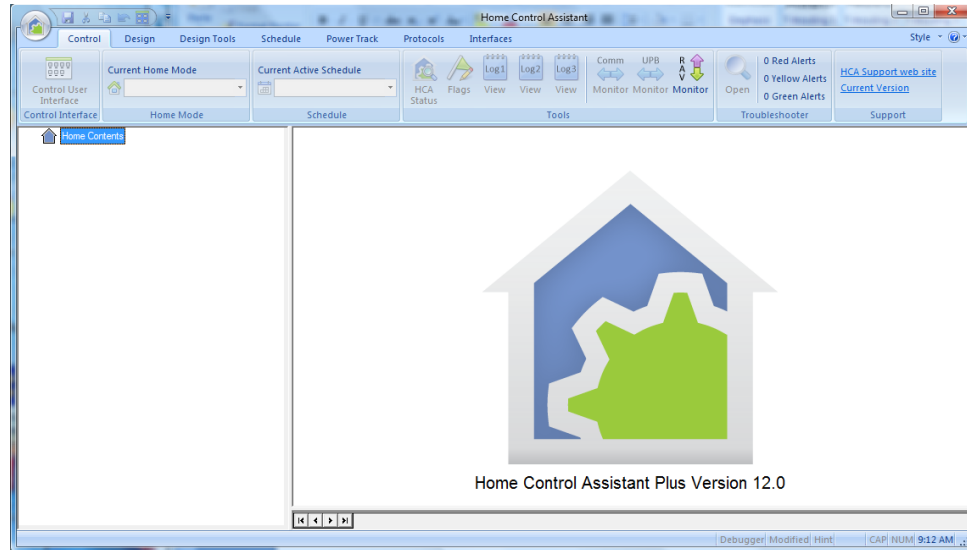 Home Control Assistant
Control Design Design Tools Schedule Power Track Protocols Interfaces Style
Control User
Interface
Control Interface
Current Home Mode
Home Mode
Current Active Schedule
Schedule
HCA
Status
Flags
Log1
View
Log2
View
Log3
View
Comm
Monitor
UPB
Monitor
R
A
V
Monitor
Tools
Open
0 Red Alerts
0 Yellow Alerts
0 Green Alerts
Troubleshooter
HCA Support web site
Current Version
Support
Home Contents
Home Control Assistant Plus Version 12.0
Debugger Modified Hint CAP NUM 9:12 AM